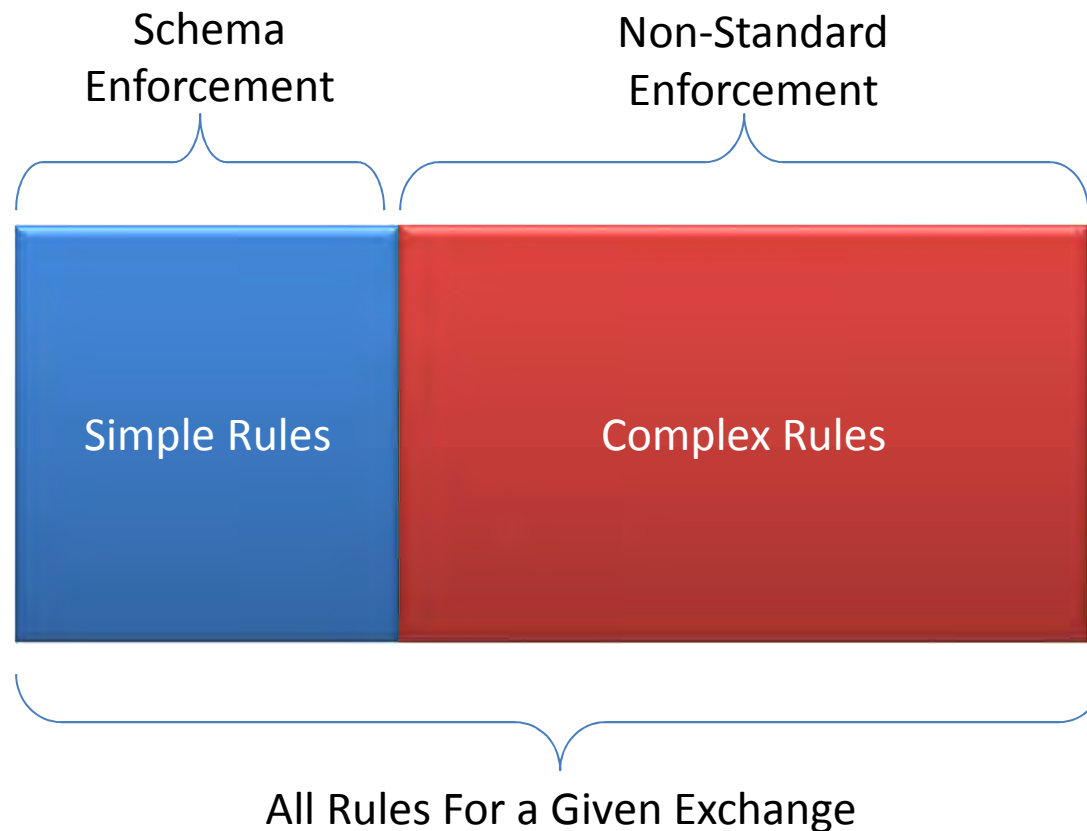 Schema
Enforcement
Non-Standard
Enforcement
Simple Rules
Complex Rules
All Rules For a Given Exchange